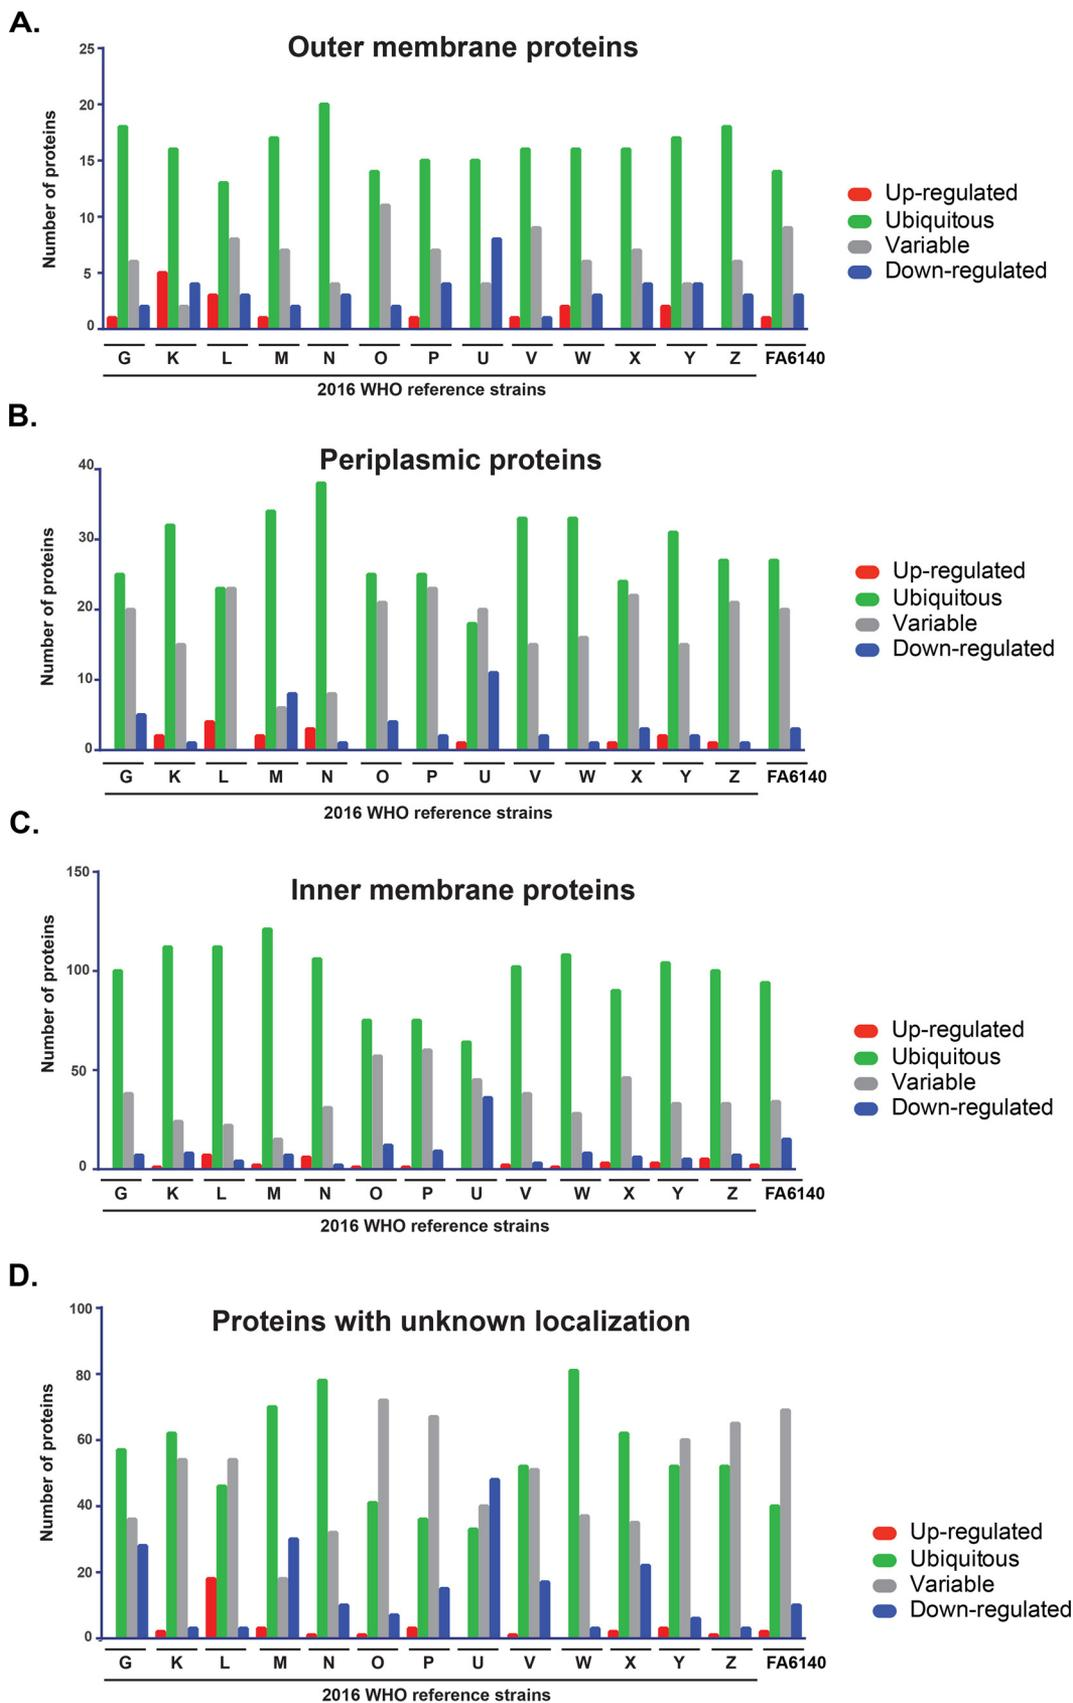 A.
Outer membrane proteins
Number of proteins
25
20
15
10
5
0
G K L M N O P U V W X Y Z FA6140
2016 WHO reference strains
Up-regulated
Ubiquitous
Variable
Down-regulated
B.
Periplasmic proteins
Number of proteins
40
30
20
10
0
G K L M N O P U V W X Y Z FA6140
2016 WHO reference strains
Up-regulated
Ubiquitous
Variable
Down-regulated
C.
Inner membrane proteins
Number of proteins
150
100
50
0
G K L M N O P U V W X Y Z FA6140
2016 WHO reference strains
Up-regulated
Ubiquitous
Variable
Down-regulated
D.
Proteins with unknown localization
Number of proteins
100
80
60
40
20
0
G K L M N O P U V W X Y Z FA6140
2016 WHO reference strains
Up-regulated
Ubiquitous
Variable
Down-regulated